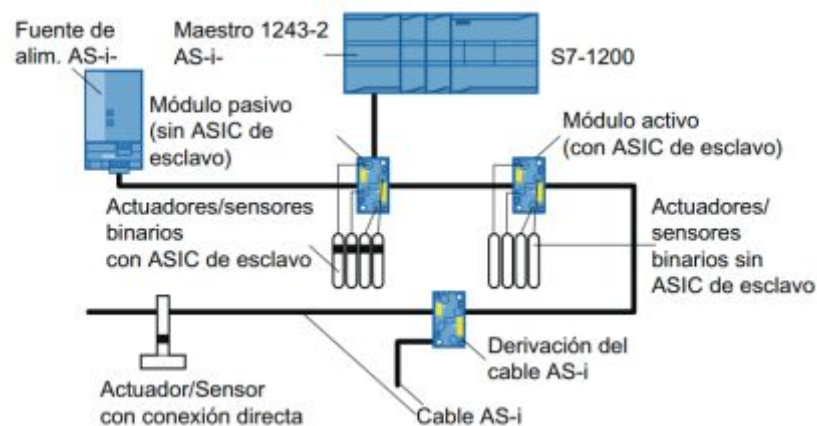 Fuente de
alim. AS-i-
Maestro 1243-2
AS-i-
S7-1200
Módulo pasivo
(sin ASIC de
esclavo)
Módulo activo
(con ASIC de esclavo)
Actuadores/sensores
binarios
con ASIC de esclavo
Actuadores/
sensores
binarios sin
ASIC de esclavo
Derivación del
cable AS-i
Actuador/Sensor
con conexión directa
Cable AS-i